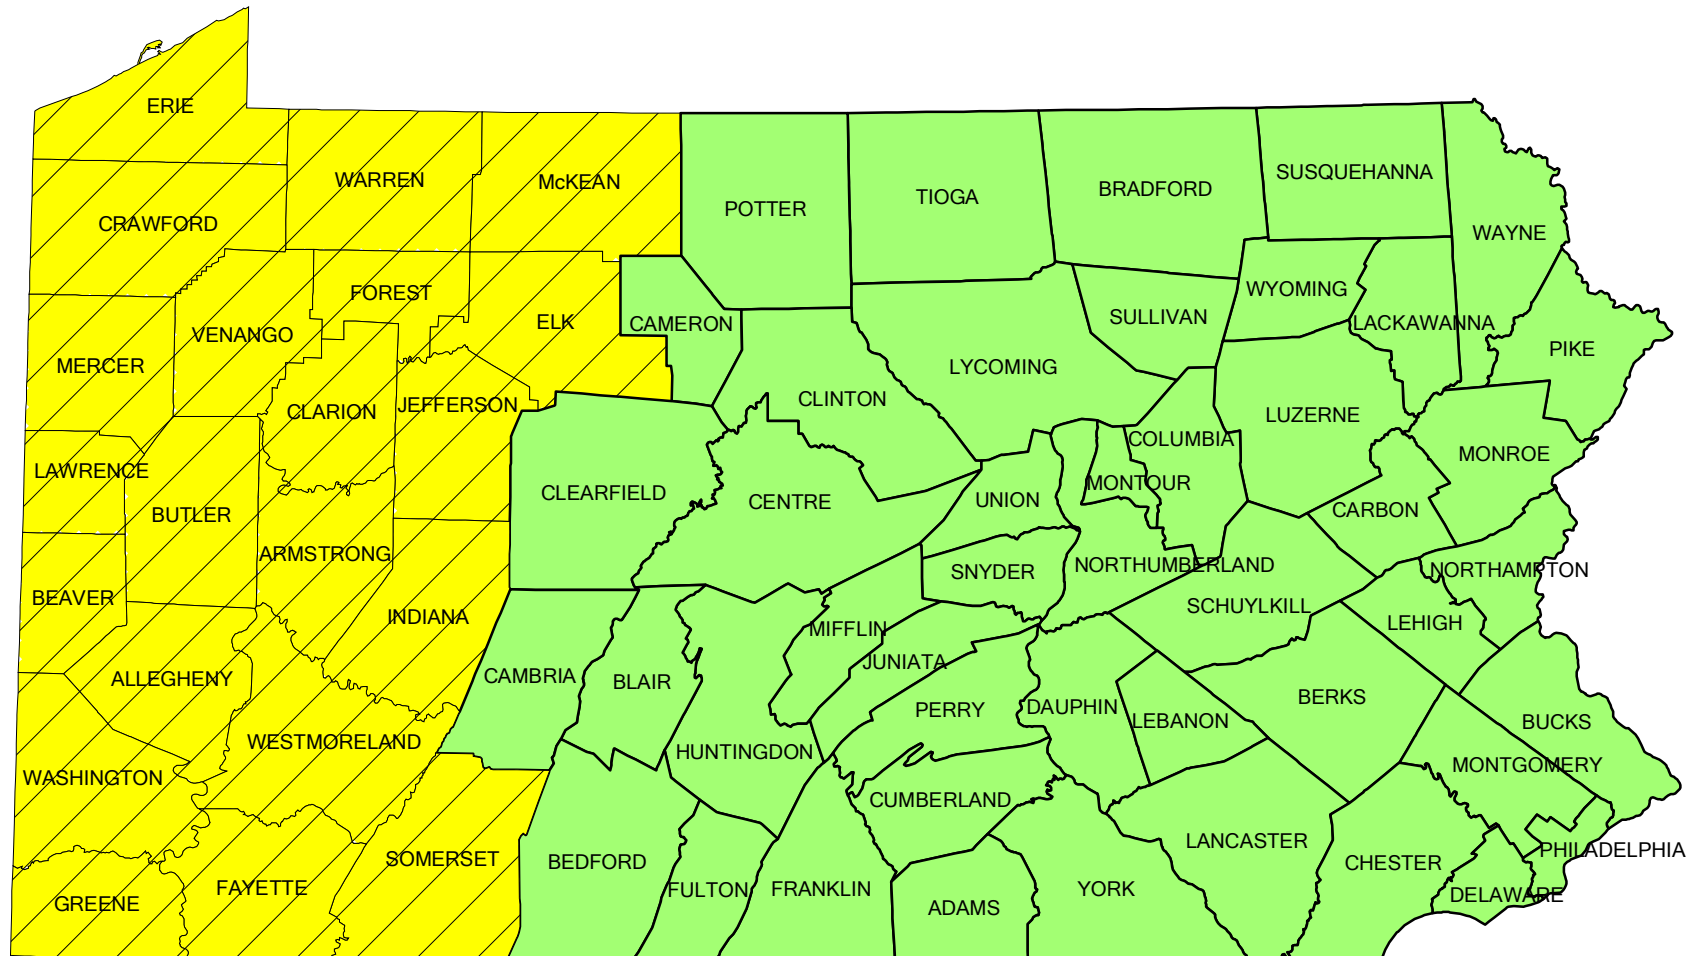 ERIE
WARREN
McKEAN
SUSQUEHANNA
BRADFORD
TIOGA
POTTER
CRAWFORD
WAYNE
WYOMING
FOREST
SULLIVAN
ELK
CAMERON
LACKAWANNA
VENANGO
PIKE
MERCER
LYCOMING
CLINTON
JEFFERSON
CLARION
LUZERNE
COLUMBIA
MONROE
LAWRENCE
MONTOUR
CLEARFIELD
UNION
CENTRE
CARBON
BUTLER
ARMSTRONG
NORTHUMBERLAND
NORTHAMPTON
SNYDER
BEAVER
SCHUYLKILL
INDIANA
LEHIGH
MIFFLIN
JUNIATA
CAMBRIA
ALLEGHENY
BLAIR
BERKS
DAUPHIN
PERRY
LEBANON
BUCKS
WESTMORELAND
HUNTINGDON
MONTGOMERY
WASHINGTON
CUMBERLAND
LANCASTER
PHILADELPHIA
SOMERSET
BEDFORD
CHESTER
FAYETTE
FULTON
FRANKLIN
YORK
DELAWARE
GREENE
ADAMS